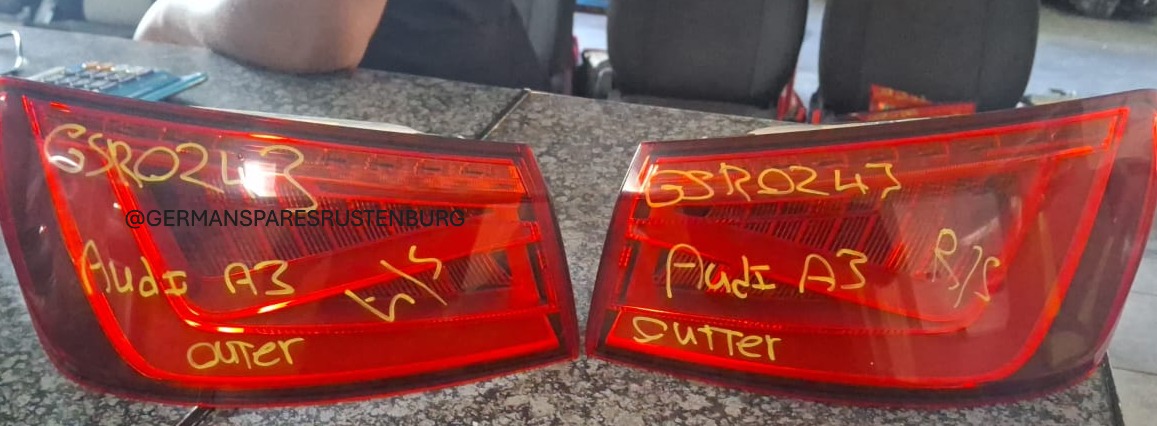 GSR0243
@GERMANSPARESRUSTENBURG
Audi A3 L/S
outer
GSR0243
Audi A3 R/S
outter